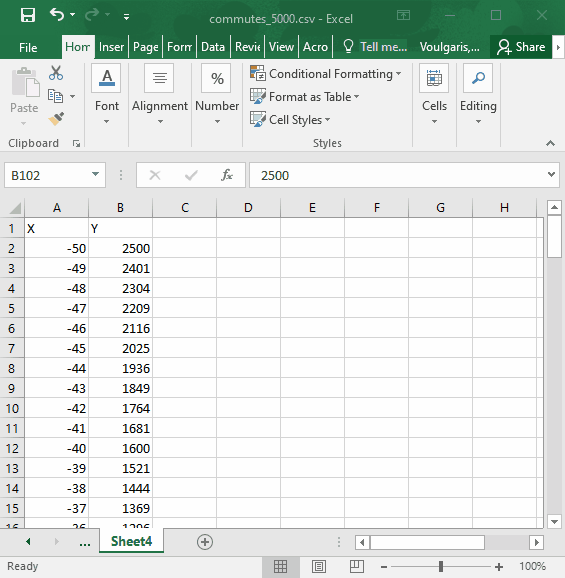 commutes_5000.csv - Excel
File Hom Inser Page Forr Data Revie View Acro Tell me... Voulgaris,... Share
Paste
Clipboard
Font
Alignment
%
Number
Conditional Formatting
Format as Table
Cell Styles
Styles
Cells
Editing
B102 fx 2500
A B C D E F G H
1 X Y
2 -50 2500
3 -49 2401
4 -48 2304
5 -47 2209
6 -46 2116
7 -45 2025
8 -44 1936
9 -43 1849
10 -42 1764
11 -41 1681
12 -40 1600
13 -39 1521
14 -38 1444
15 -37 1369
16 -36 1296
... Sheet4
Ready 100%